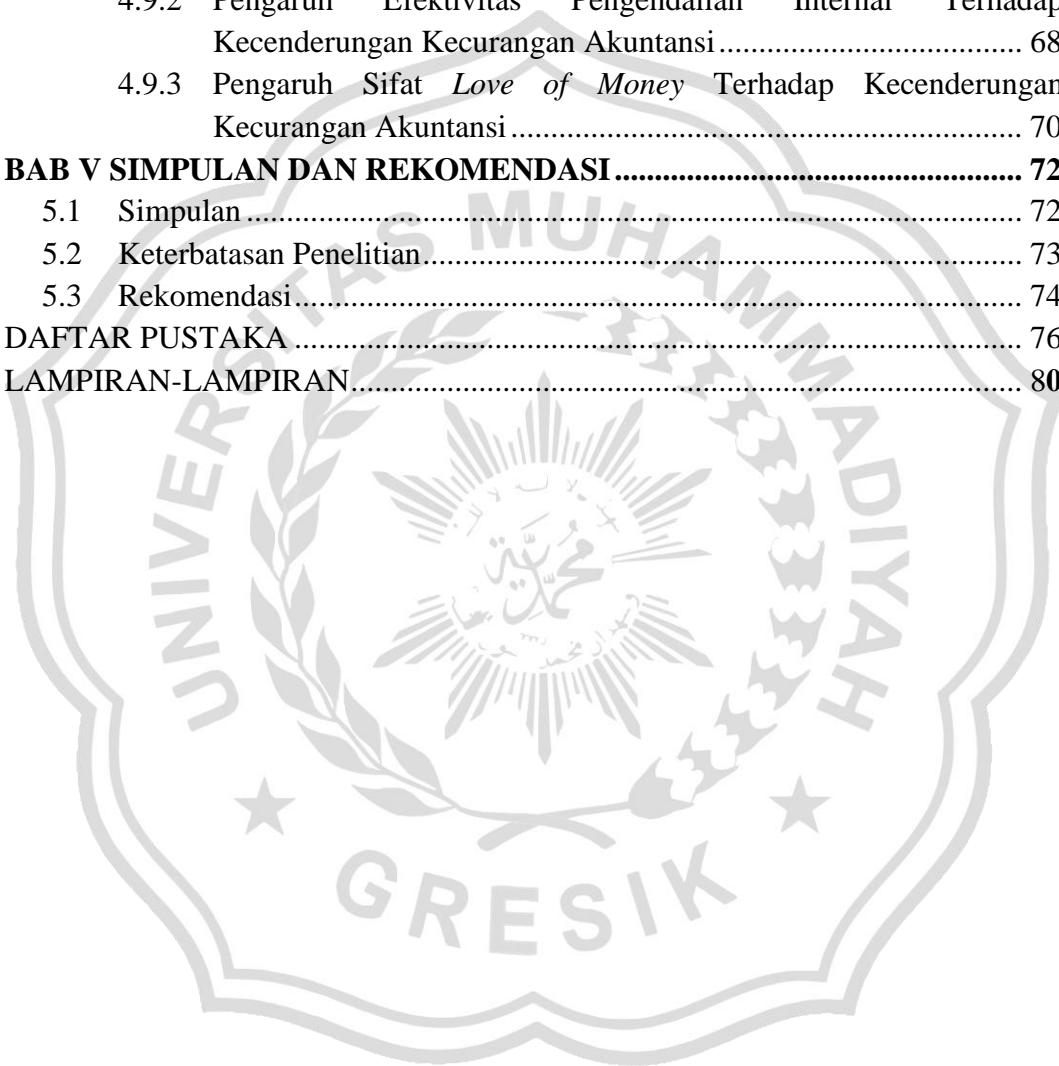 4.9.2 Pengaruh Efektivitas Pengendalian Internal Terhadap
Kecenderungan Kecurangan Akuntansi.................................. 68
4.9.3 Pengaruh Sifat Love of Money Terhadap Kecenderungan
Kecurangan Akuntansi.......................................................... 70
BAB V SIMPULAN DAN REKOMENDASI.............................................. 72
5.1 Simpulan....................................................................................... 72
5.2 Keterbatasan Penelitian.................................................................... 73
5.3 Rekomendasi.................................................................................. 74
DAFTAR PUSTAKA................................................................................. 76
LAMPIRAN-LAMPIRAN........................................................................... 80
UNIVERSITAS MUHAMMADIYAH
GRESIK